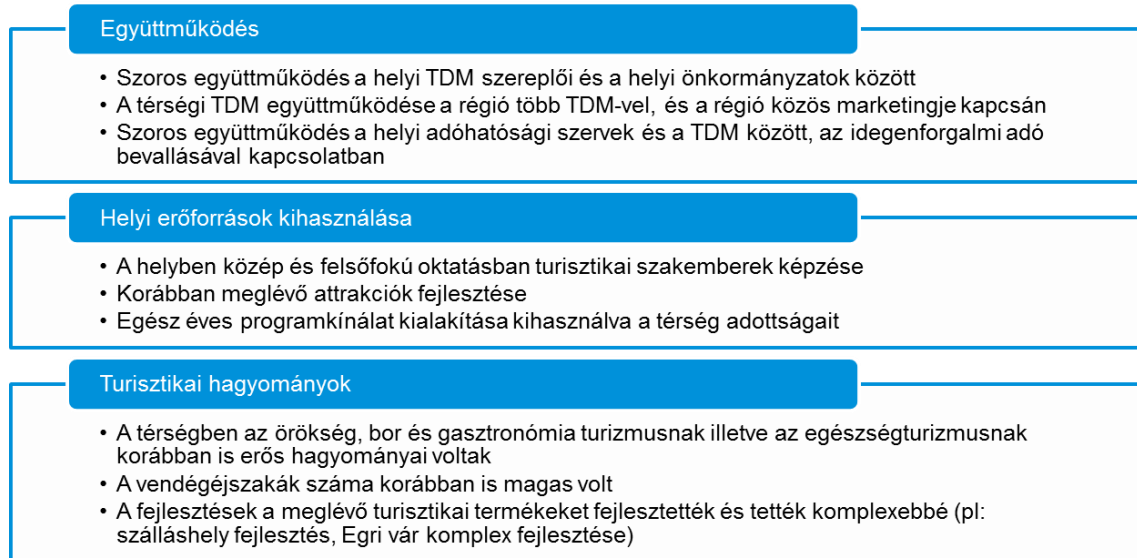 Együttműködés
• Szoros együttműködés a helyi TDM szereplői és a helyi önkormányzatok között
• A térségi TDM együttműködése a régió több TDM-vel, és a régió közös marketingje kapcsán
• Szoros együttműködés a helyi adóhatósági szervek és a TDM között, az idegenforgalmi adó
bevallásával kapcsolatban
Helyi erőforrások kihasználása
• A helyben közép és felsőfokú oktatásban turisztikai szakemberek képzése
• Korábban meglévő attrakciók fejlesztése
• Egész éves programkínálat kialakítása kihasználva a térség adottságait
Turisztikai hagyományok
• A térségben az örökség, bor és gasztronómia turizmusnak illetve az egészségturizmusnak
korábban is erős hagyományai voltak
• A vendégéjszakák száma korábban is magas volt
• A fejlesztések a meglévő turisztikai termékeket fejlesztették és tették komplexebbé (pl:
szálláshely fejlesztés, Egri vár komplex fejlesztése)